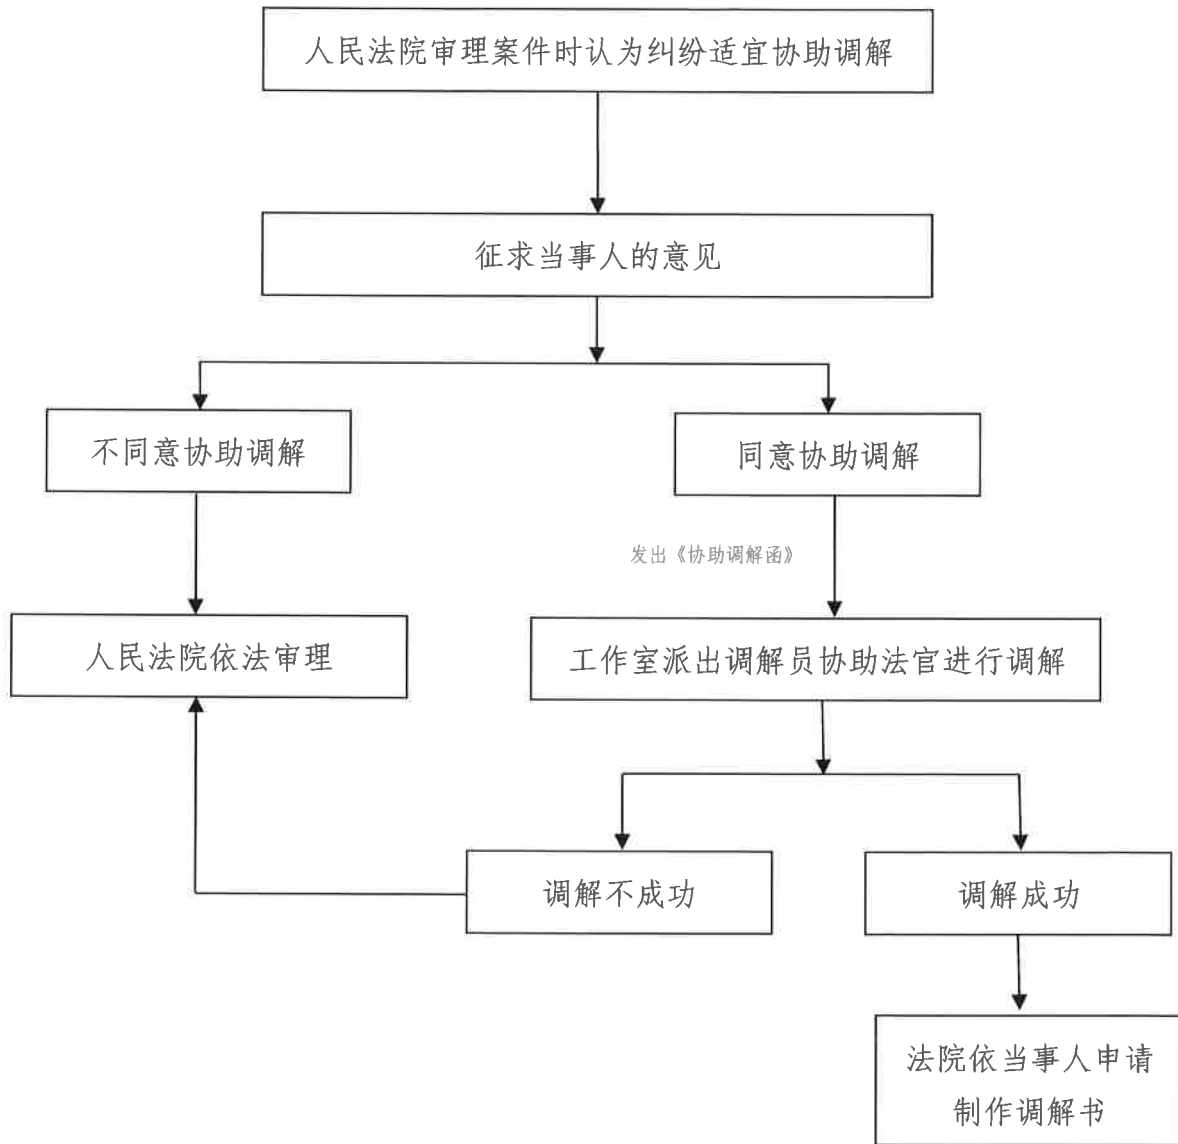 人民法院审理案件时认为纠纷适宜协助调解
征求当事人的意见
不同意协助调解
同意协助调解
发出《协助调解函》
人民法院依法审理
工作室派出调解员协助法官进行调解
调解不成功
调解成功
法院依当事人申请
制作调解书